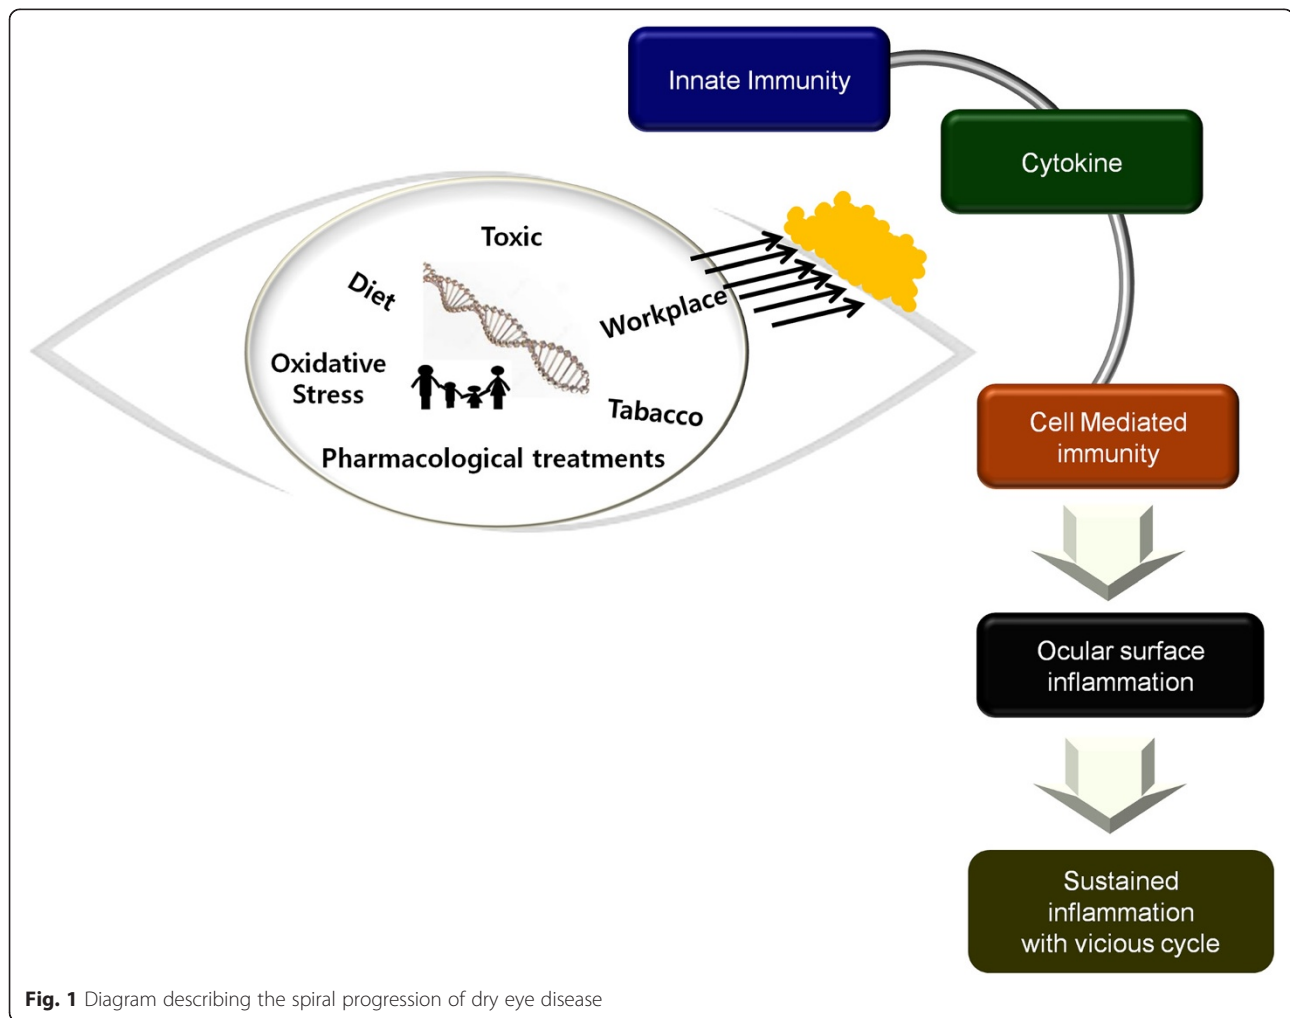 Innate Immunity
Cytokine
Toxic
Diet
Workplace
Oxidative
Stress
Tabacco
Pharmacological treatments
Cell Mediated
immunity
Ocular surface
inflammation
Sustained
inflammation
with vicious cycle
Fig. 1 Diagram describing the spiral progression of dry eye disease